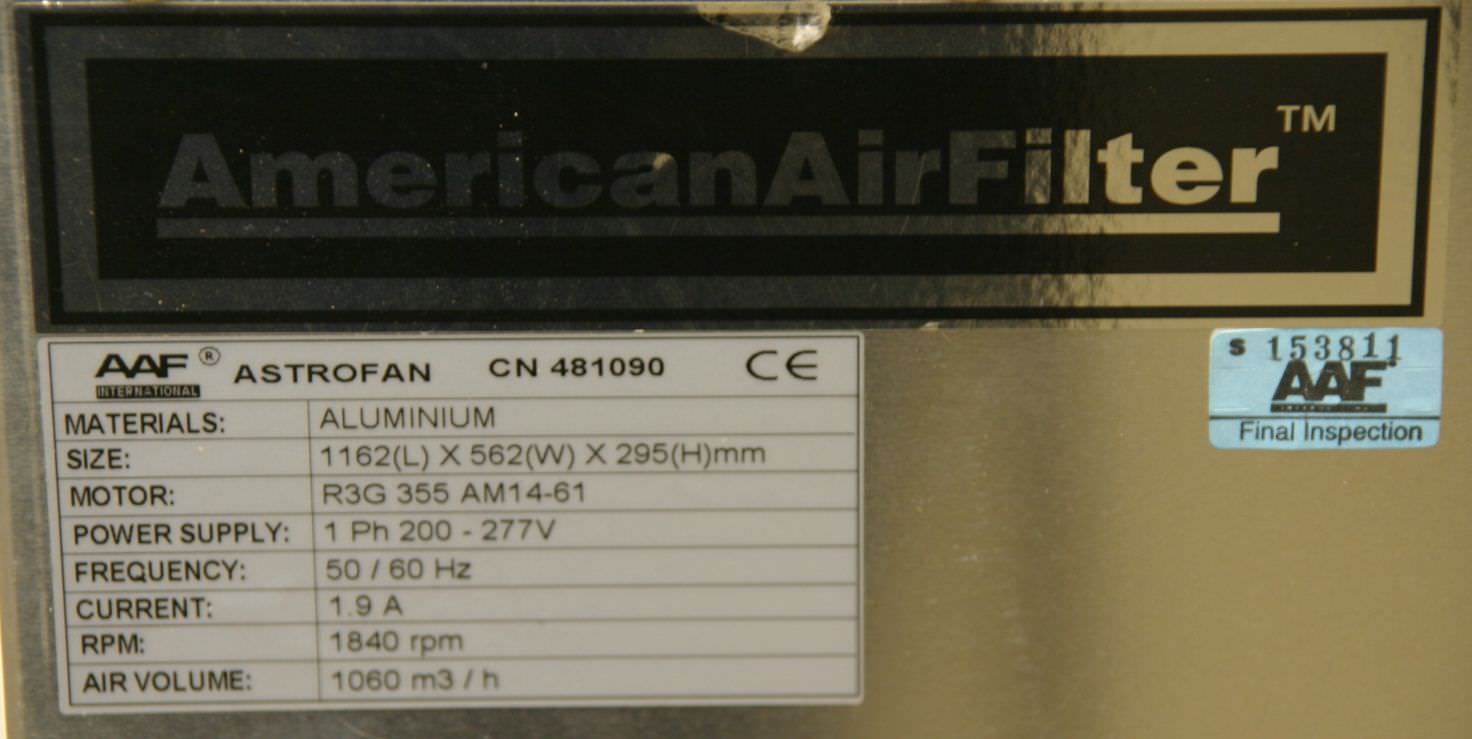 AmericanAirFilter™
AAF® ASTROFAN CN 481090 CE
INTERNATIONAL
MATERIALS: ALUMINIUM
SIZE: 1162(L) X 562(W) X 295(H)mm
MOTOR: R3G 355 AM14-61
POWER SUPPLY: 1 Ph 200 - 277V
FREQUENCY: 50 / 60 Hz
CURRENT: 1.9 A
RPM: 1840 rpm
AIR VOLUME: 1060 m3 / h
S 153811
AAF
Final Inspection